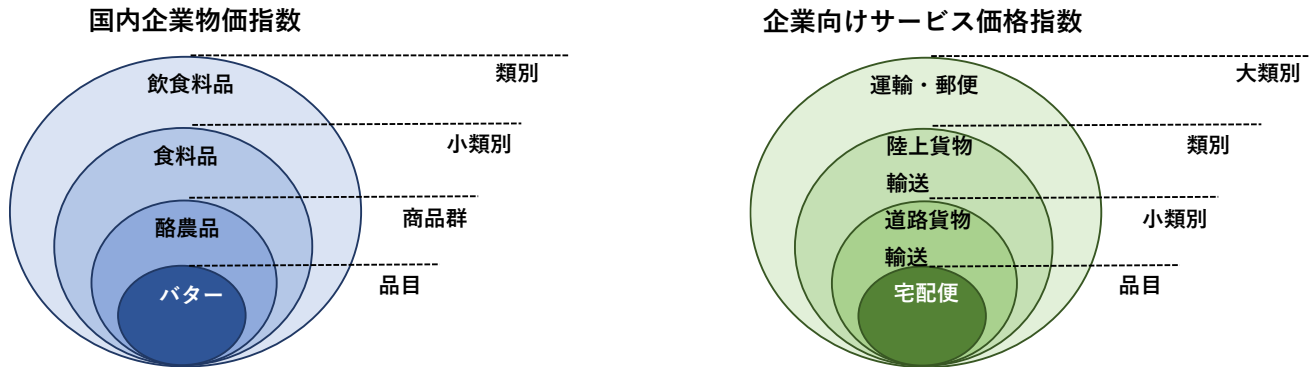 国内企業物価指数
類別
飲食料品
小類別
食料品
商品群
酪農品
品目
バター
企業向けサービス価格指数
大類別
運輸・郵便
類別
陸上貨物
輸送
小類別
道路貨物
輸送
品目
宅配便